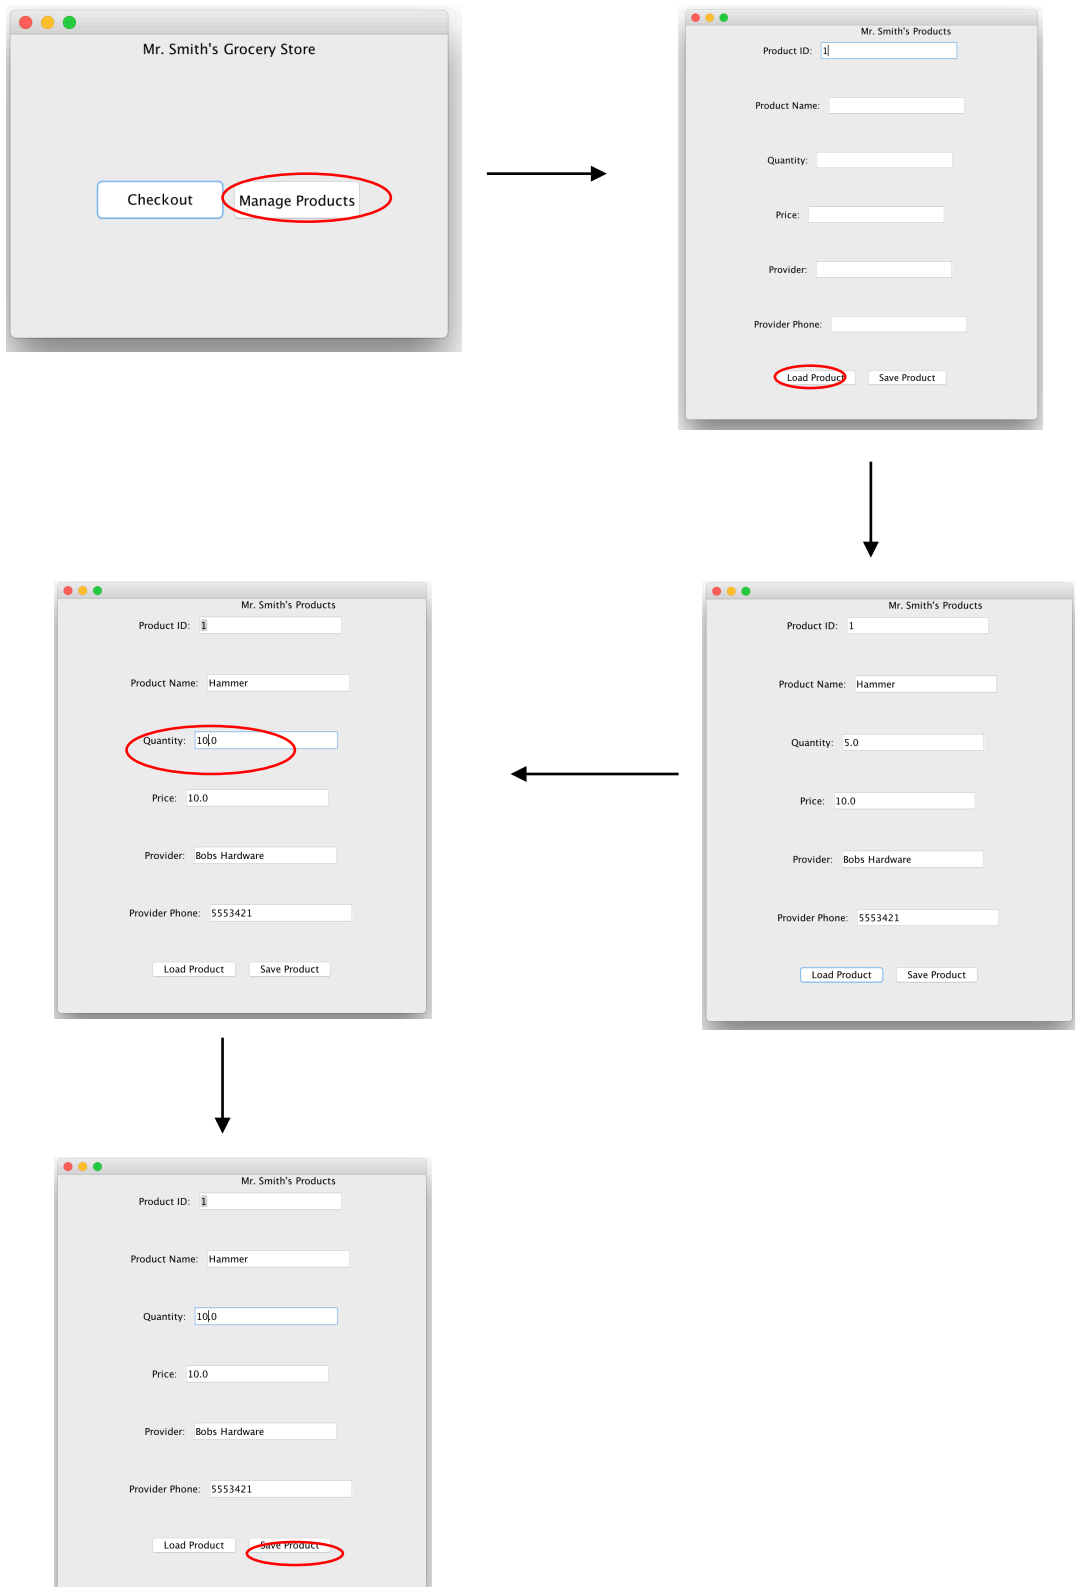 Mr. Smith's Grocery Store
Checkout Manage Products
Mr. Smith's Products
Product ID: 1
Product Name:
Quantity:
Price:
Provider:
Provider Phone:
Load Product Save Product
Mr. Smith's Products
Product ID: 1
Product Name: Hammer
Quantity: 5.0
Price: 10.0
Provider: Bobs Hardware
Provider Phone: 5553421
Load Product Save Product
Mr. Smith's Products
Product ID: 1
Product Name: Hammer
Quantity: 10.0
Price: 10.0
Provider: Bobs Hardware
Provider Phone: 5553421
Load Product Save Product
Mr. Smith's Products
Product ID: 1
Product Name: Hammer
Quantity: 10.0
Price: 10.0
Provider: Bobs Hardware
Provider Phone: 5553421
Load Product Save Product